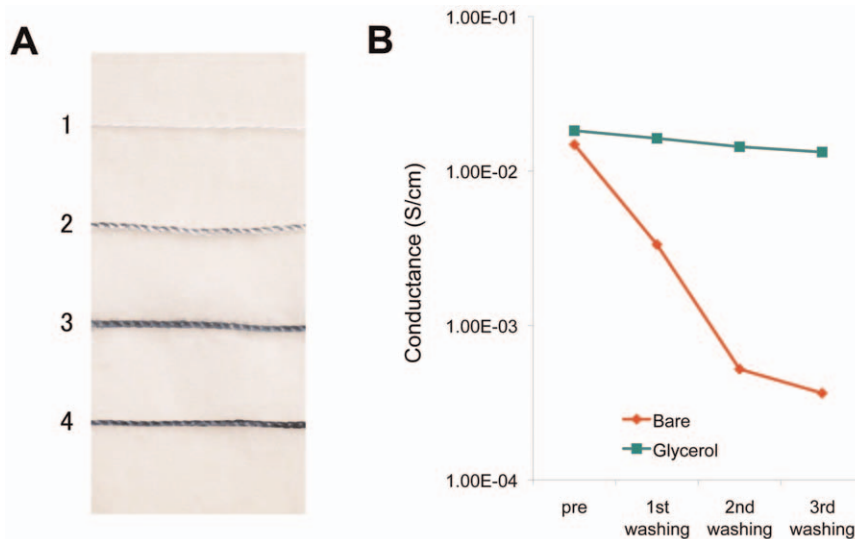 A
1
2
3
4
B
Conductance (S/cm)
1.00E-01
1.00E-02
1.00E-03
1.00E-04
Bare
Glycerol
pre
1st
washing
2nd
washing
3rd
washing